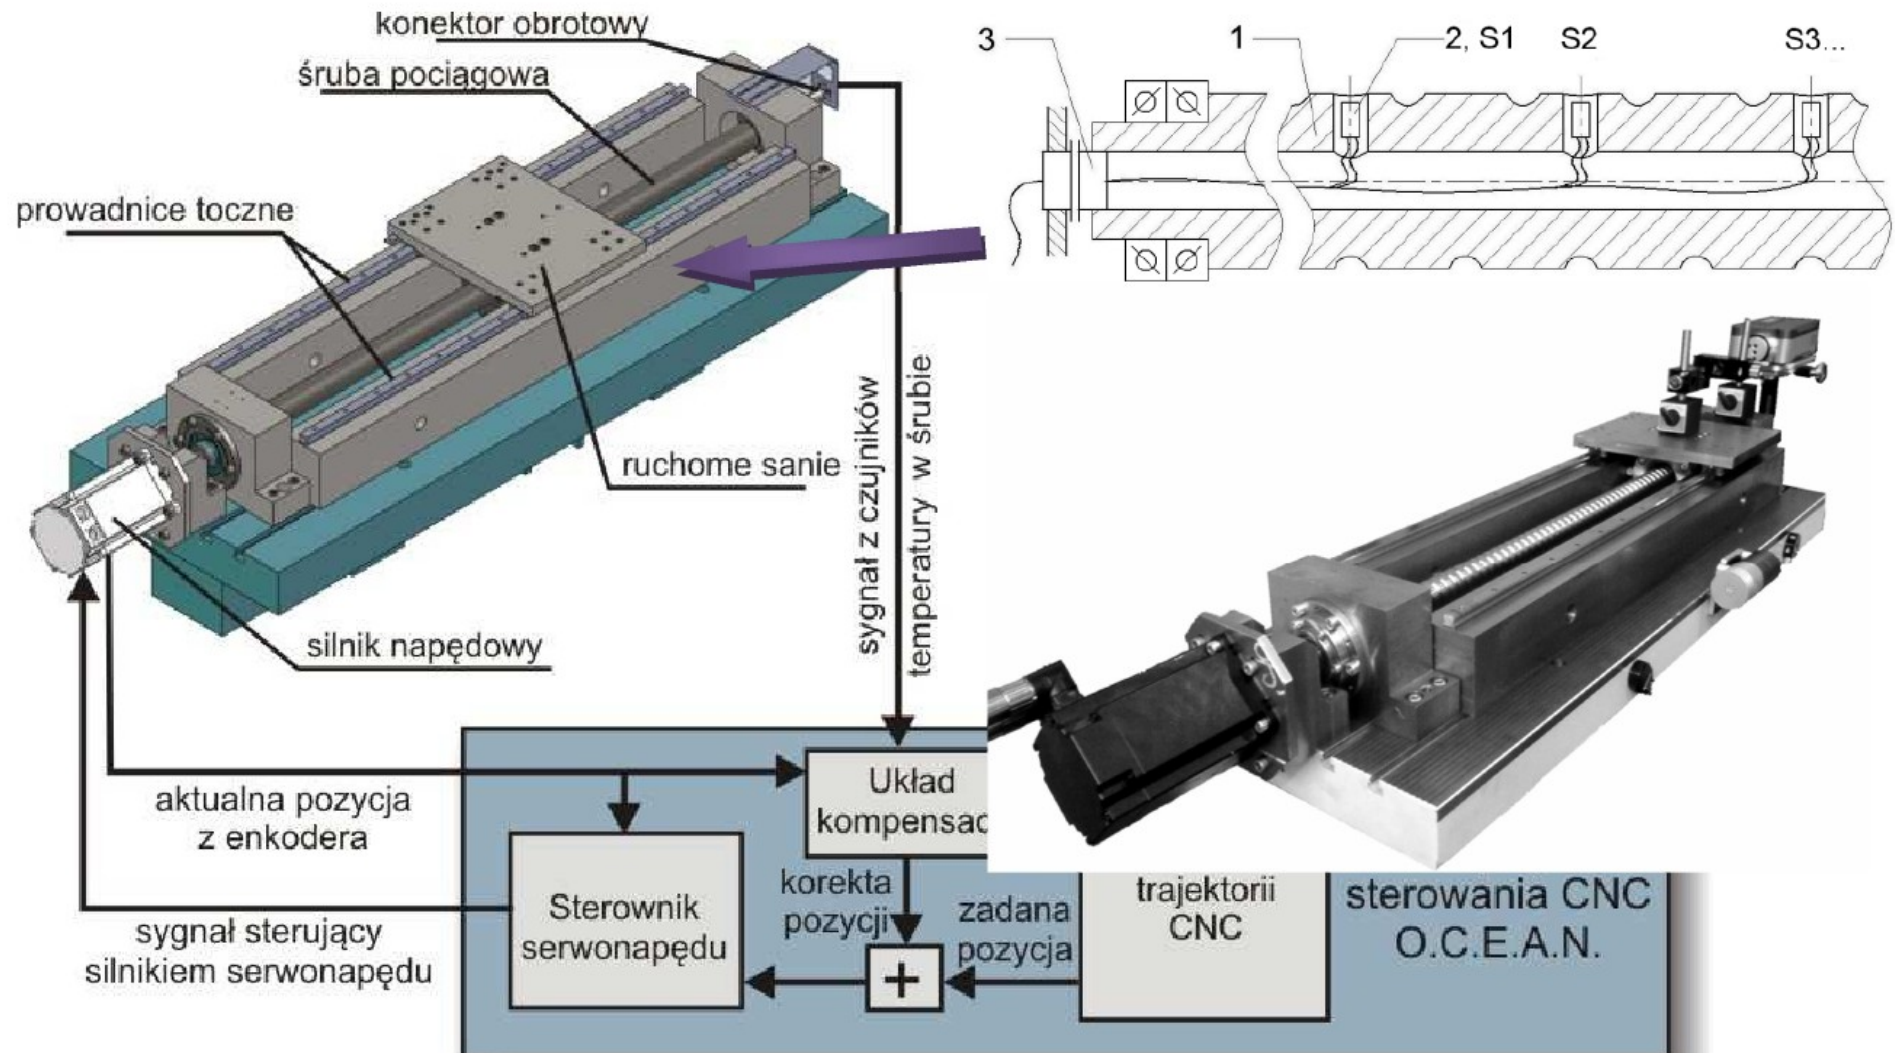 konektor obrotowy
śruba pociągowa
prowadnice toczne
ruchome sanie
silnik napędowy
sygnał z czujników
temperatury w śrubie
3
1
2, S1
S2
S3...
aktualna pozycja
z enkodera
sygnał sterujący
silnikiem serwonapędu
Układ
kompensac
Sterownik
serwonapędu
korekta
pozycji
+
zadana
pozycja
trajektorii
CNC
sterowania CNC
O.C.E.A.N.